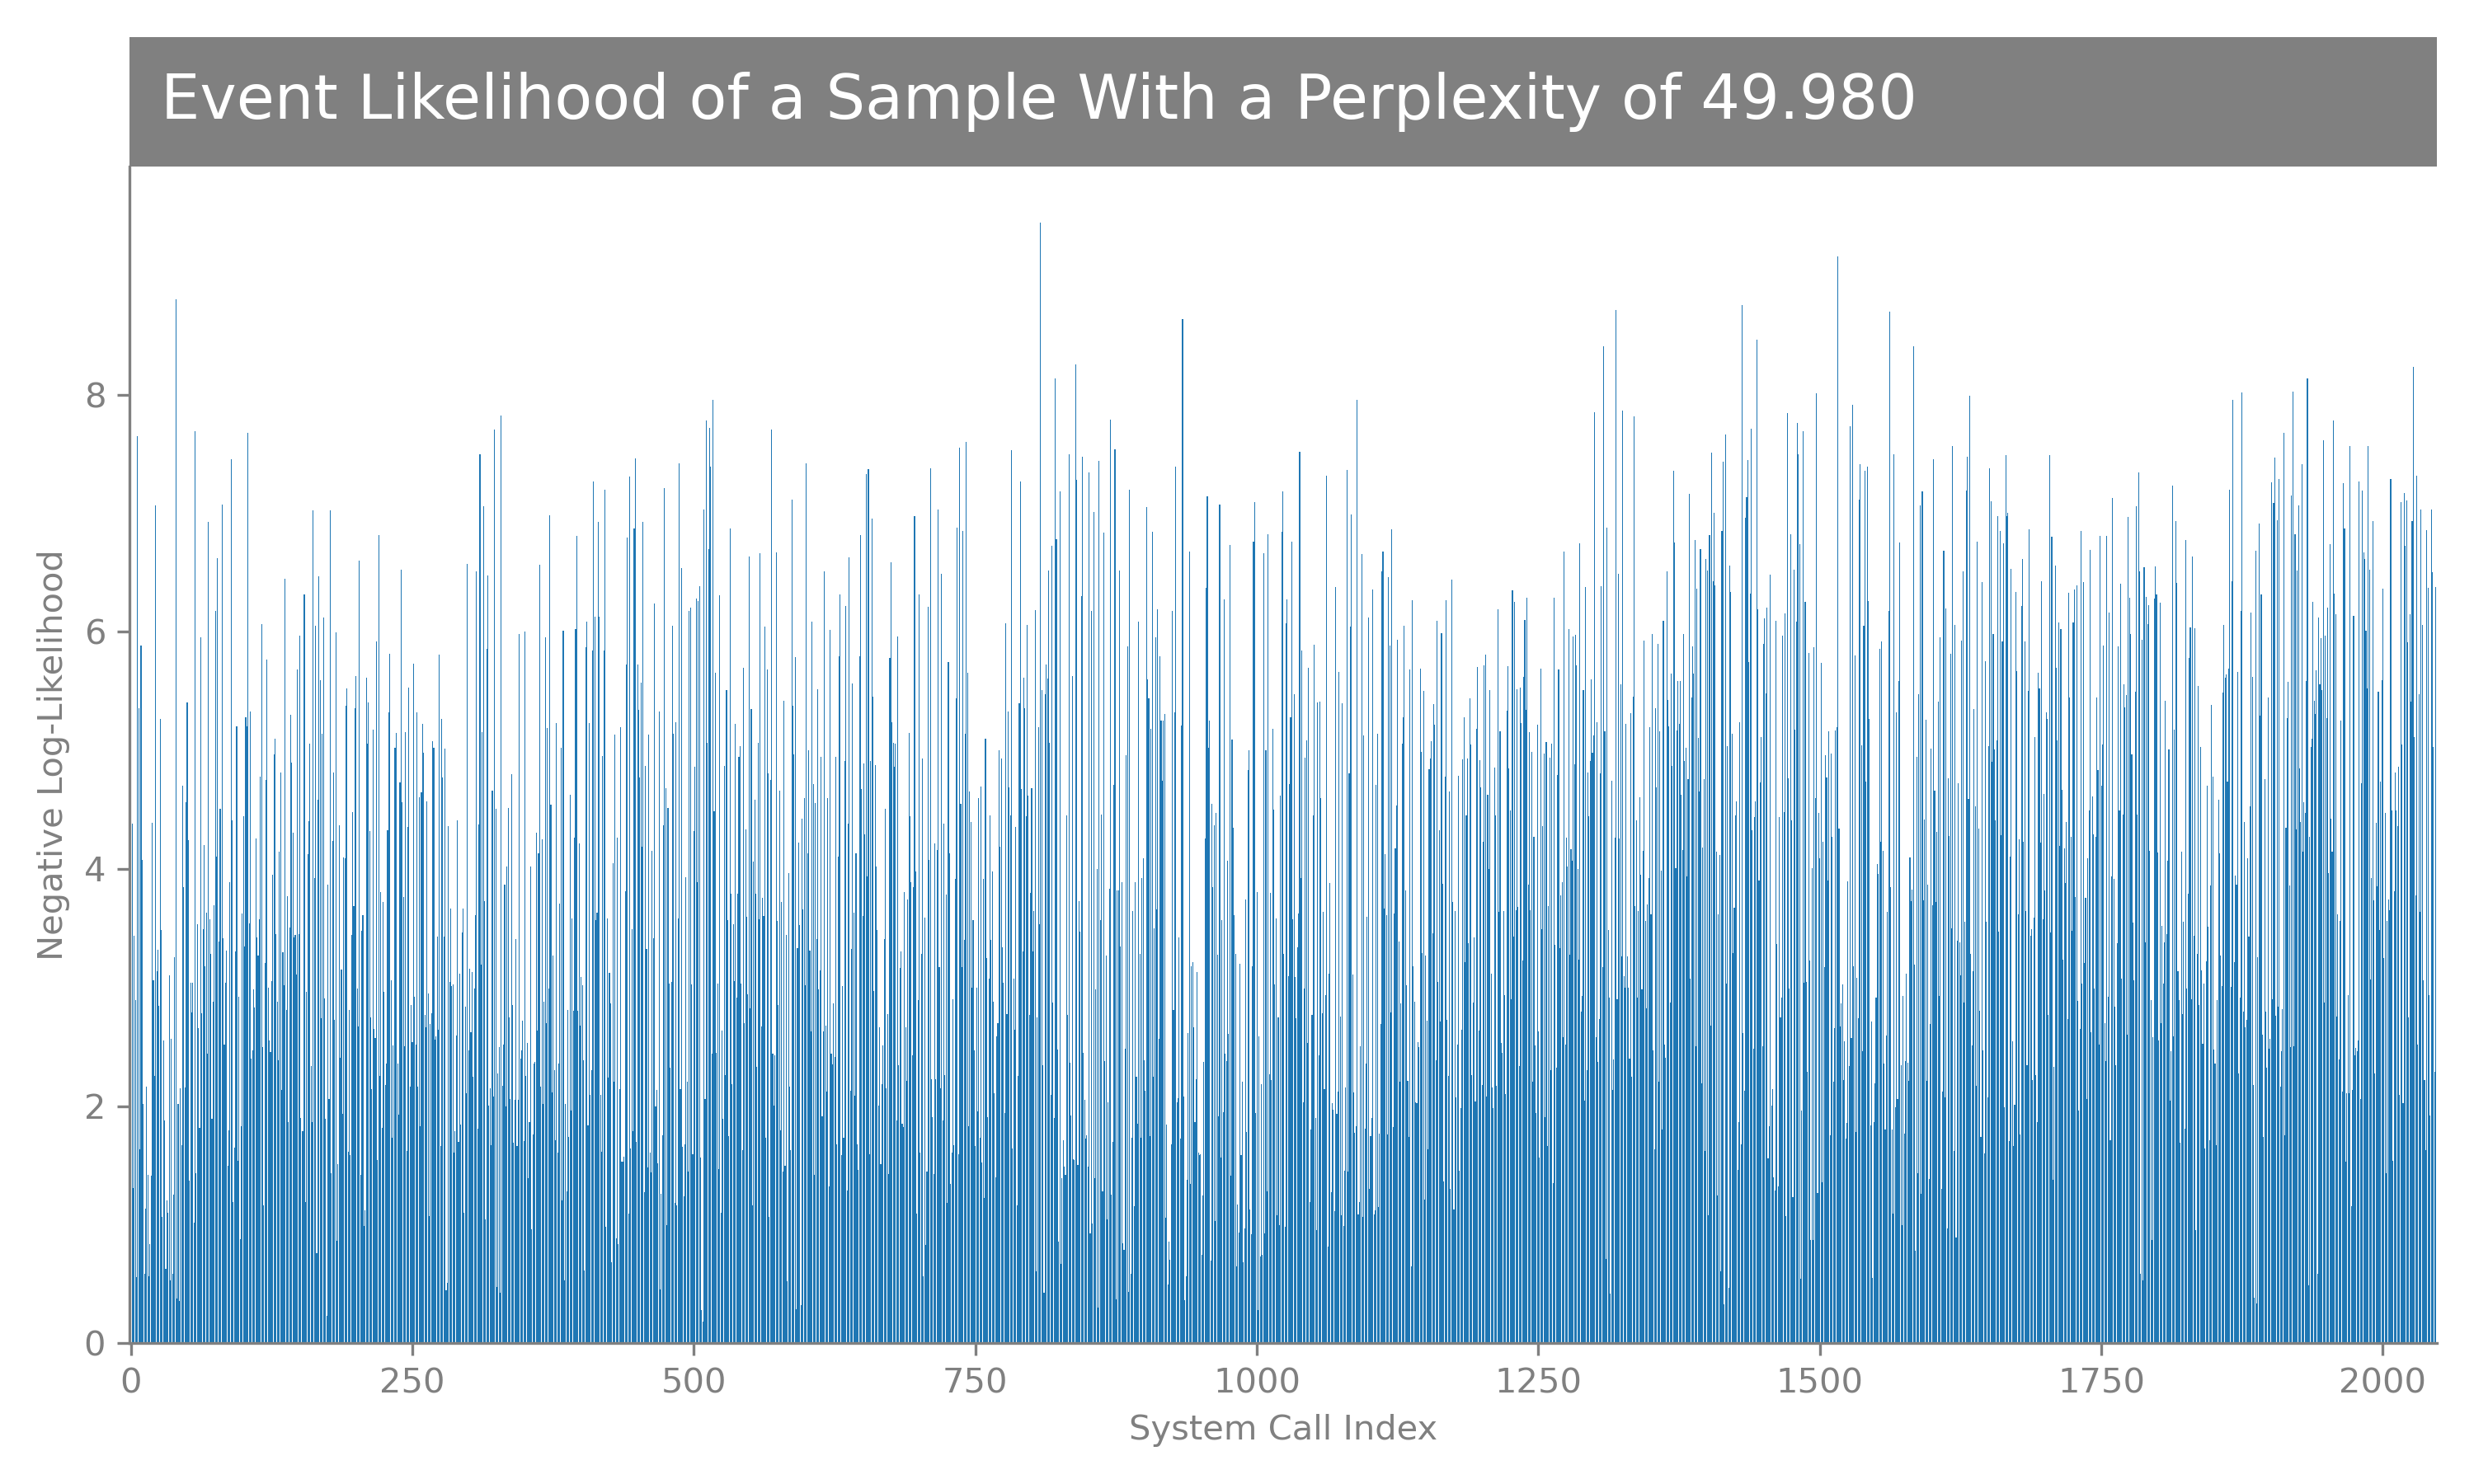 Event Likelihood of a Sample With a Perplexity of 49.980
Negative Log-Likelihood
8
6
4
2
0
0 250 500 750 1000 1250 1500 1750 2000
System Call Index